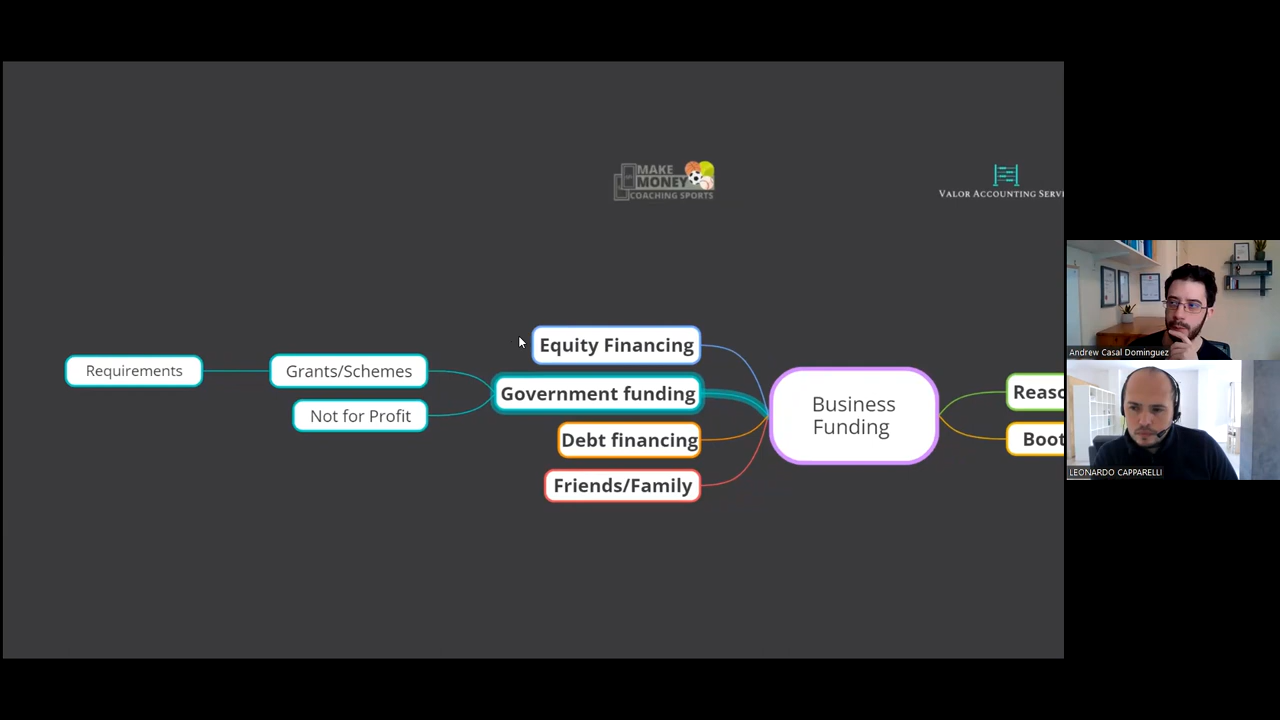 MAKE
MONEY
COACHING SPORTS
VALOR ACCOUNTING SERVI
Equity Financing
Requirements
Grants/Schemes
Government funding
Not for Profit
Debt financing
Friends/Family
Business
Funding
Reaso
Boot
Andrew Casal Dominguez
LEONARDO CAPPARELLI